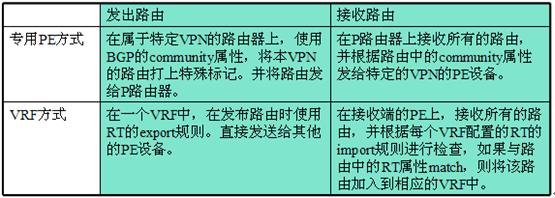 发出路由
接收路由
专用PE方式
在属于特定VPN的路由器上，使用
BGP的community属性，将本VPN
的路由打上特殊标记。并将路由发
给P路由器。
在P路由器上接收所有的路由，
并根据路由中的community属性
发给特定的VPN的PE设备。
VRF方式
在一个VRF中，在发布路由时使用
RT的export规则。直接发送给其他
的PE设备。
在接收端的PE上，接收所有的路
由，并根据每个VRF配置的RT的
import规则进行检查，如果与路
由中的RT属性match，则将该路
由加入到相应的VRF中。